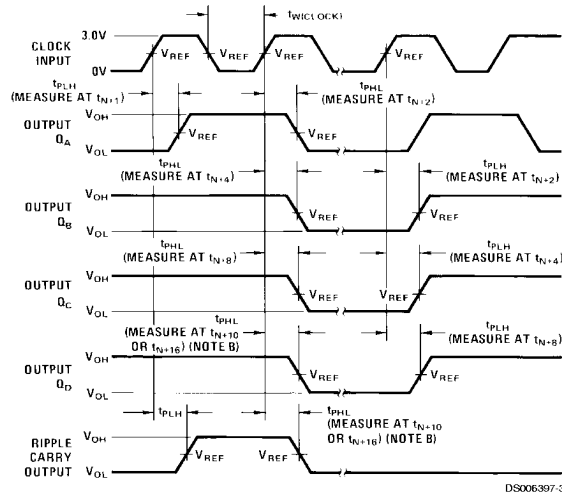 tW(CLOCK)
3.0V
CLOCK INPUT
VREF VREF VREF VREF
0V
tPLH
(MEASURE AT tN+1)
tPHL
(MEASURE AT tN+2)
VOH
OUTPUT QA
VREF VREF
VOL
tPHL
(MEASURE AT tN+4)
tPLH
(MEASURE AT tN+2)
VOH
OUTPUT QB
VREF VREF
VOL
tPHL
(MEASURE AT tN+8)
tPLH
(MEASURE AT tN+4)
VOH
OUTPUT QC
VREF VREF
VOL
tPHL
(MEASURE AT tN+10
OR tN+16) (NOTE B)
tPLH
(MEASURE AT tN+8)
VOH
OUTPUT QD
VREF VREF
VOL
tPLH
tPHL
(MEASURE AT tN+10
OR tN+16) (NOTE B)
VOH
RIPPLE CARRY OUTPUT
VREF VREF
VOL
DS006397-3